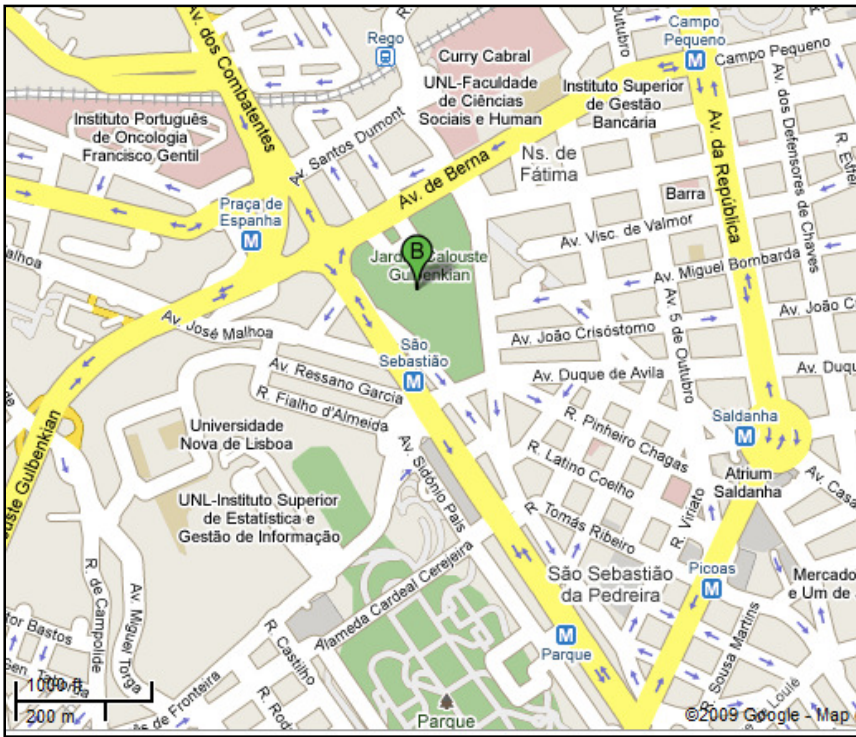 Av. dos Combatentes
Rego
Curry Cabral
UNL-Faculdade
de Ciências
Sociais e Human
Outubro
Instituto Superior
de Gestão
Bancária
Campo
Pequeno
M
Campo Pequeno
Av. dos Defensores de Chaves
Instituto Português
de Oncologia
Francisco Gentil
Av. Santos Dumont
Av. de Berna
Ns. de
Fátima
Av. da República
Barra
Praça de
Espanha
M
B
Av. Visc. de Valmor
Av. Miguel Bombarda
Av. José Malhoa
São
Sebastião
M
Av. João Crisóstomo
Av. 5 de Outubro
Av. Ressano Garcia
R. Fialho d'Almeida
Av. Duque de Avila
Universidade
Nova de Lisboa
R. Pinheiro Chagas
R. Latino Coelho
Saldanha
M
Atrium
Saldanha
Av. Sidónio Pais
UNL-Instituto Superior
de Estatística e
Gestão de Informação
R. Tomás Ribeiro
R. Viriato
São Sebastião
da Pedreira
Picoas
M
R. de Campolide
Av. Miguel Torga
Alameda Cardeal Cerejeira
M
Parque
R. Castilho
R. Sousa Martins
Mercado
e Um de
Bastos
1000 ft
200 m
de Fronteira
Parque
©2009 Google - Map